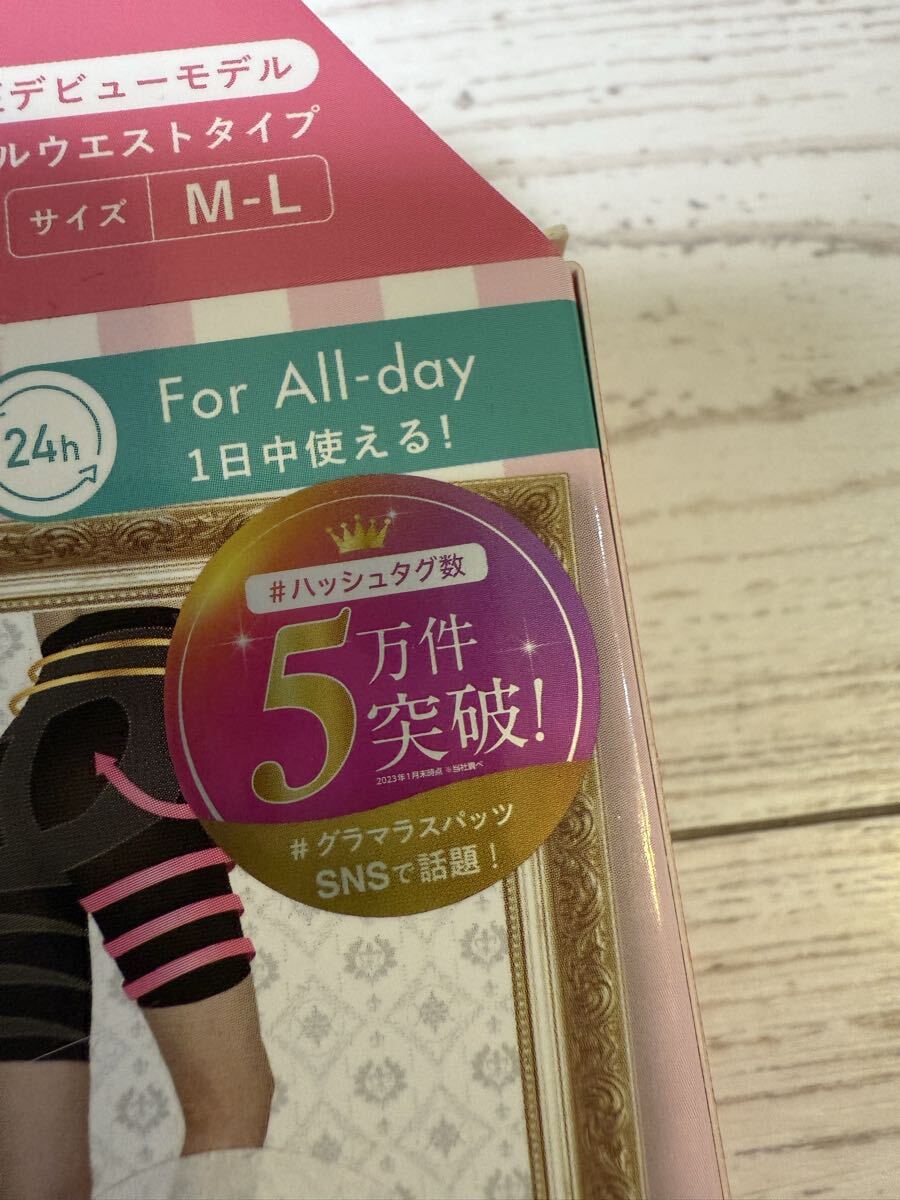 デビューモデル
ルウエストタイプ
サイズ M-L
For All-day
24h
1日中使える!
#ハッシュタグ数
5万件
突破!
2023年1月末時点 ※当社調べ
#グラマラスパッツ
SNSで話題!